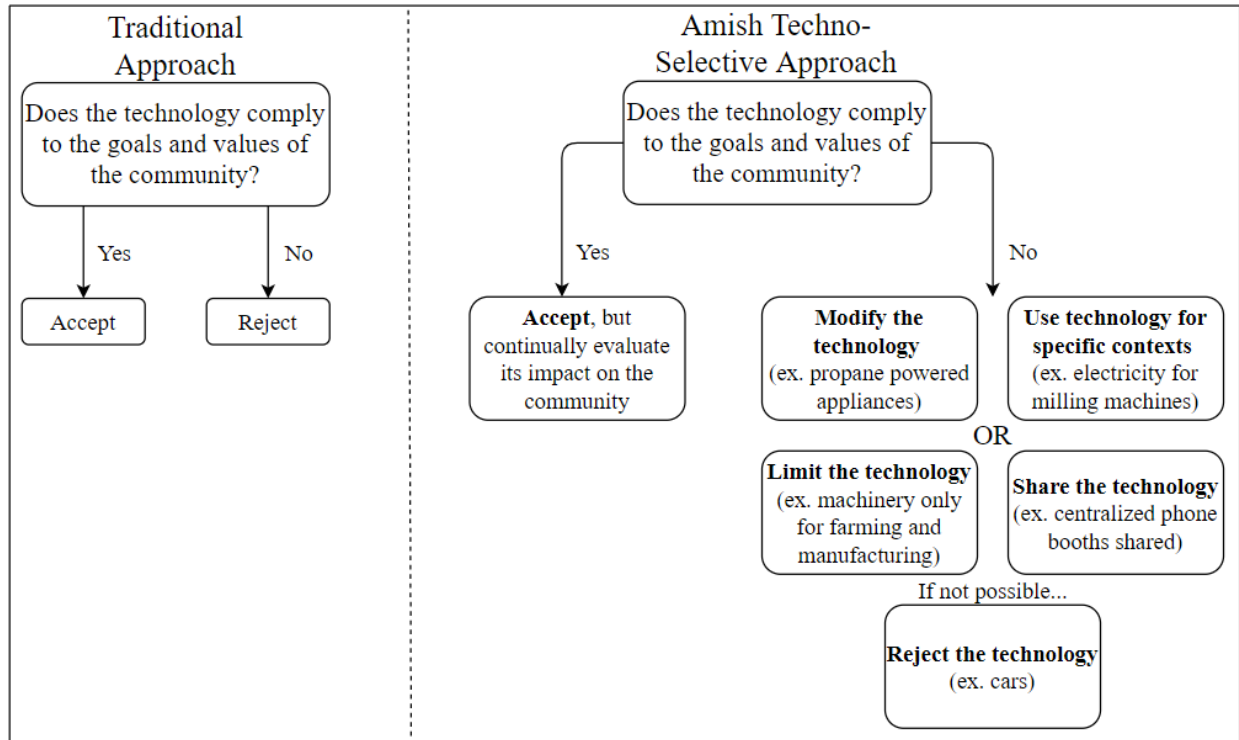 Traditional
Approach
Does the technology comply
to the goals and values of
the community?
Yes
No
Accept
Reject
Amish Techno-
Selective Approach
Does the technology comply
to the goals and values of
the community?
Yes
No
Accept, but
continually evaluate
its impact on the
community
Modify the
technology
(ex. propane powered
appliances)
Use technology for
specific contexts
(ex. electricity for
milling machines)
OR
Limit the technology
(ex. machinery only
for farming and
manufacturing)
Share the technology
(ex. centralized phone
booths shared)
If not possible...
Reject the technology
(ex. cars)